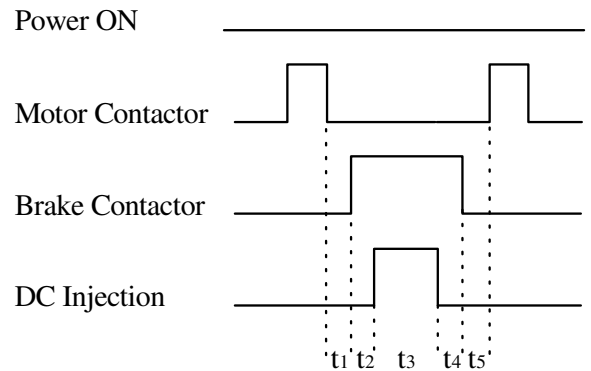 Power ON
Motor Contactor
Brake Contactor
DC Injection
t1 t2 t3 t4 t5